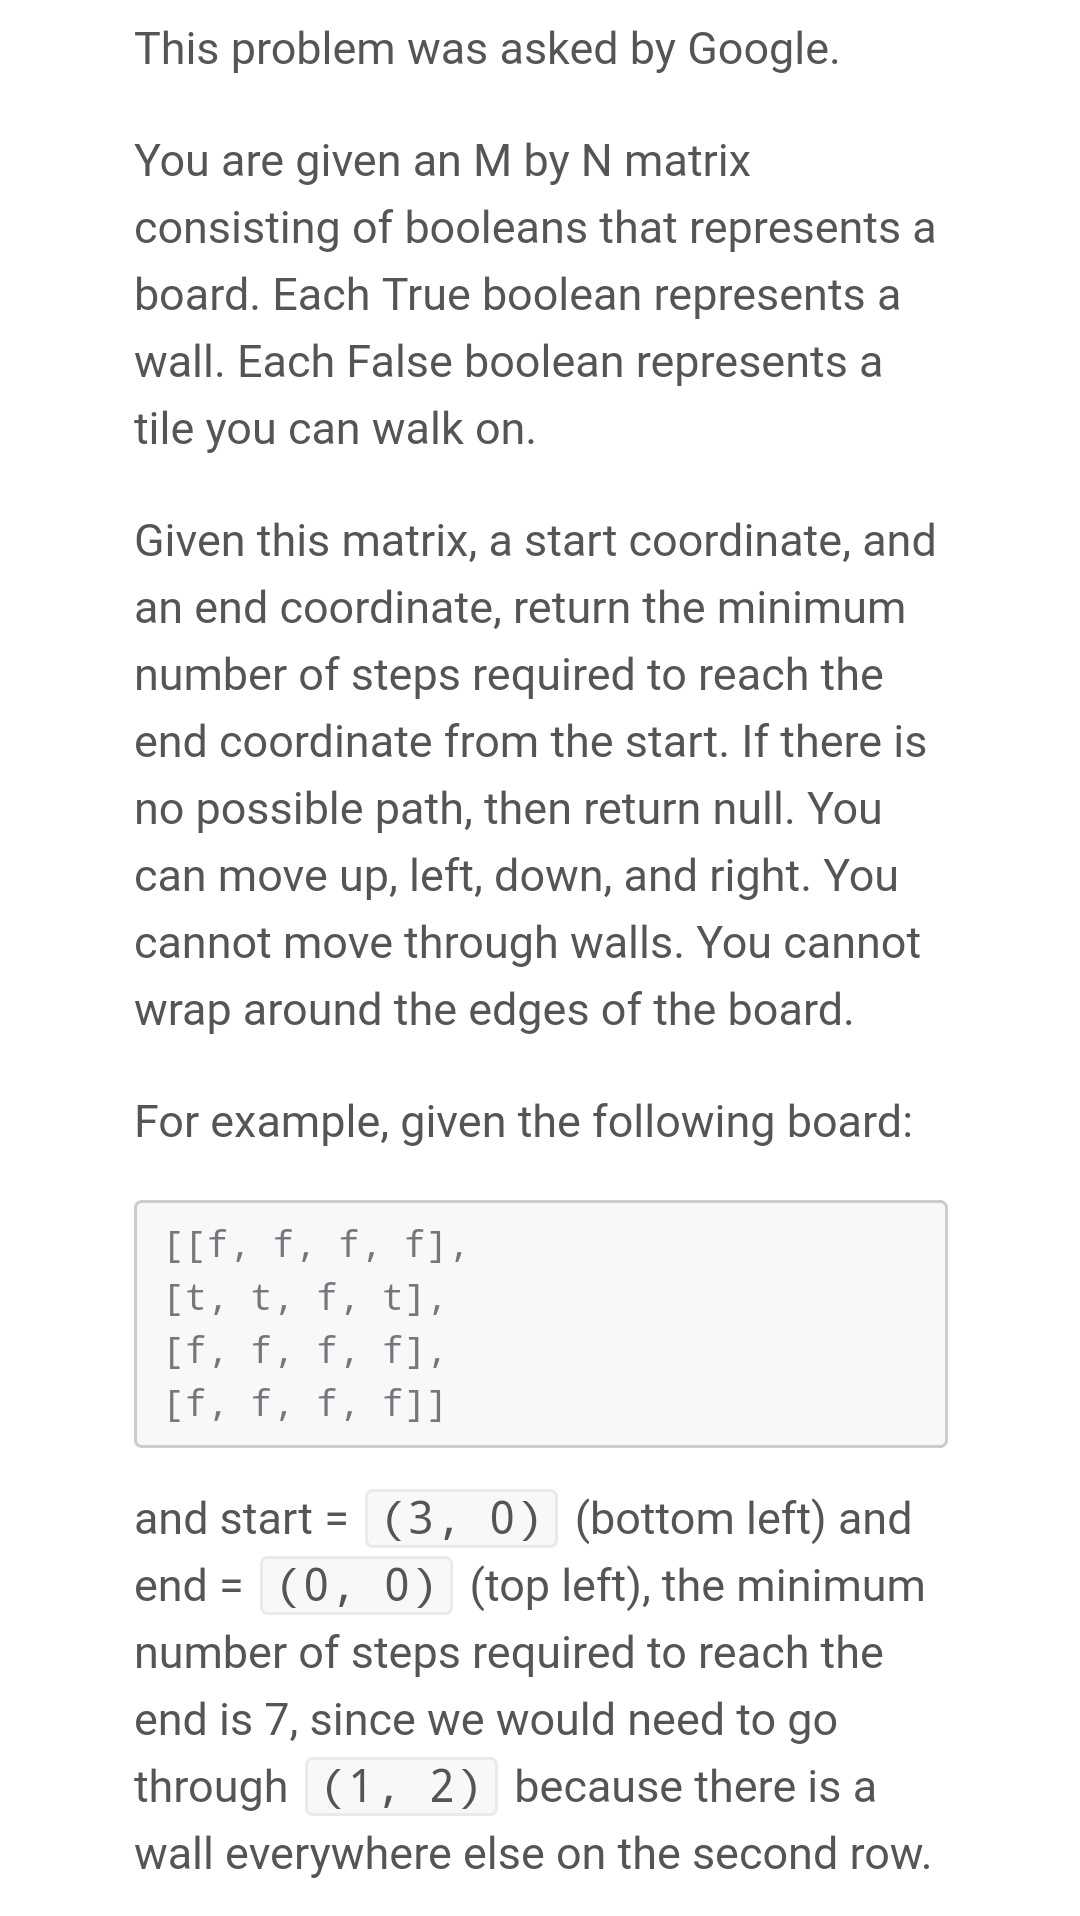 This problem was asked by Google.
You are given an M by N matrix
consisting of booleans that represents a
board. Each True boolean represents a
wall. Each False boolean represents a
tile you can walk on.
Given this matrix, a start coordinate, and
an end coordinate, return the minimum
number of steps required to reach the
end coordinate from the start. If there is
no possible path, then return null. You
can move up, left, down, and right. You
cannot move through walls. You cannot
wrap around the edges of the board.
For example, given the following board:
[[f, f, f, f],
[t, t, f, t],
[f, f, f, f],
[f, f, f, f]]
and start = (3, 0) (bottom left) and
end = (0, 0) (top left), the minimum
number of steps required to reach the
end is 7, since we would need to go
through (1, 2) because there is a
wall everywhere else on the second row.